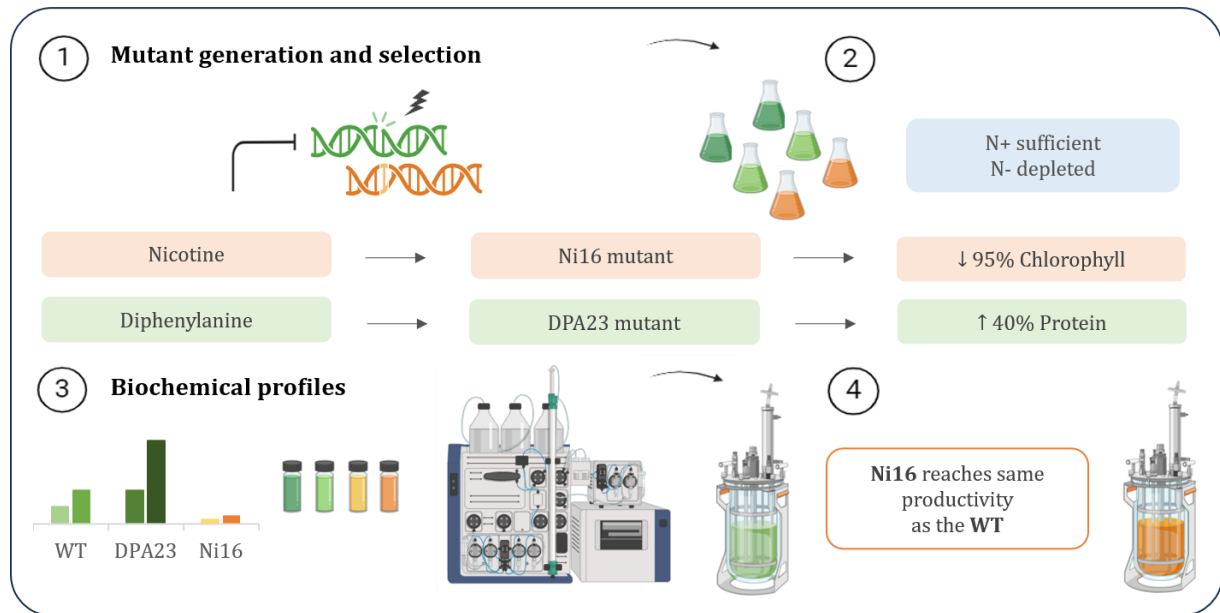 1 Mutant generation and selection
2
N+ sufficient
N- depleted
Nicotine
Ni16 mutant
↓ 95% Chlorophyll
Diphenylanine
DPA23 mutant
↑ 40% Protein
3 Biochemical profiles
WT DPA23 Ni16
4
Ni16 reaches same
productivity
as the WT